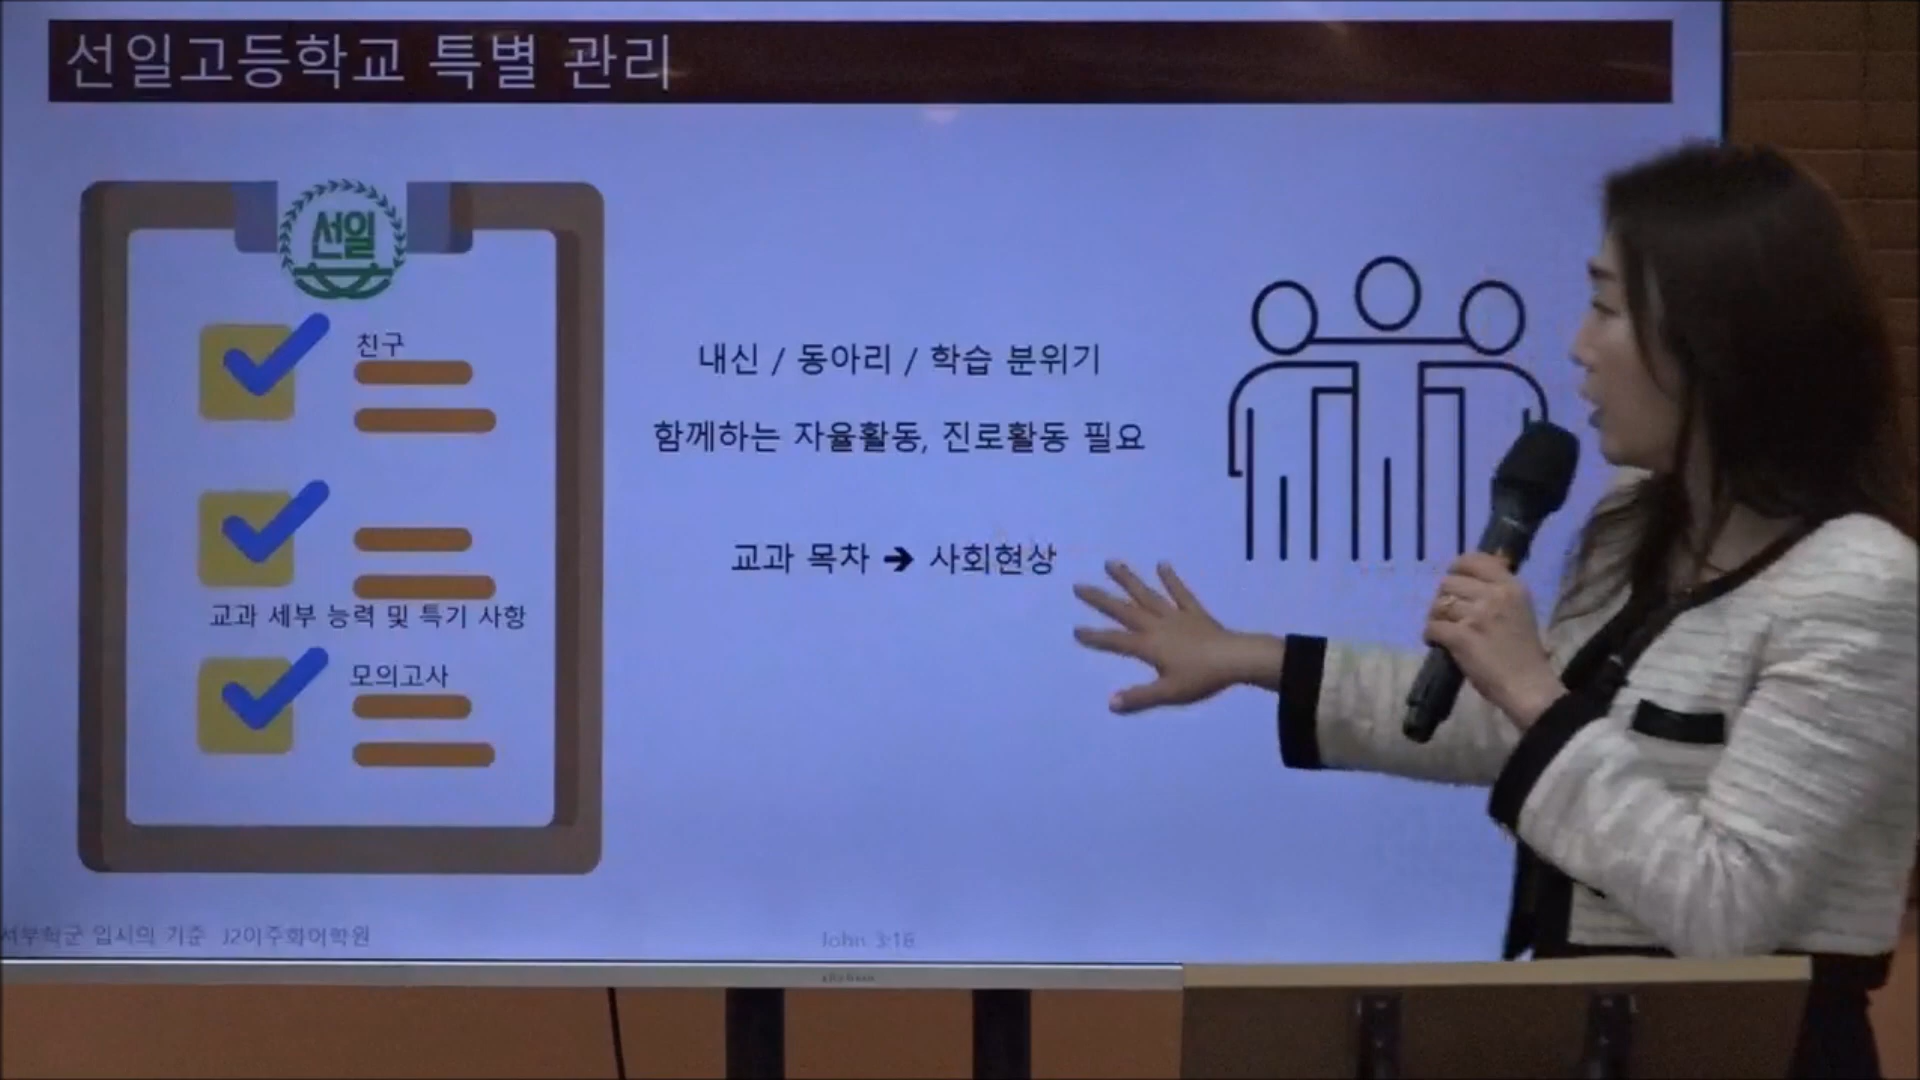 선일고등학교 특별 관리
선일
친구
내신 / 동아리 / 학습 분위기
함께하는 자율활동, 진로활동 필요
교과 목차 → 사회현상
교과 세부 능력 및 특기 사항
모의고사
서부학군 입시의 기준 J2이주화어학원
John 3:16